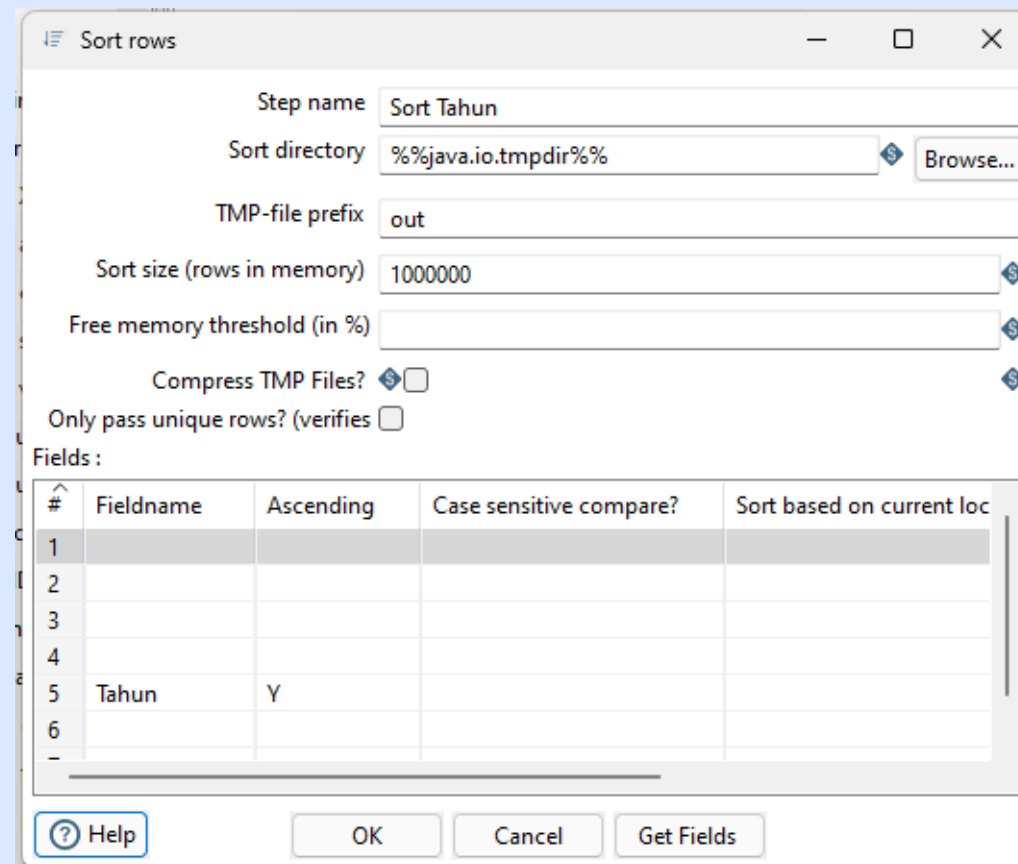 Sort rows
Step name Sort Tahun
Sort directory %%java.io.tmpdir%% Browse...
TMP-file prefix out
Sort size (rows in memory) 1000000
Free memory threshold (in %)
Compress TMP Files?
Only pass unique rows? (verifies
Fields :
# Fieldname Ascending Case sensitive compare? Sort based on current loc
1
2
3
4
5 Tahun Y
6
Help OK Cancel Get Fields